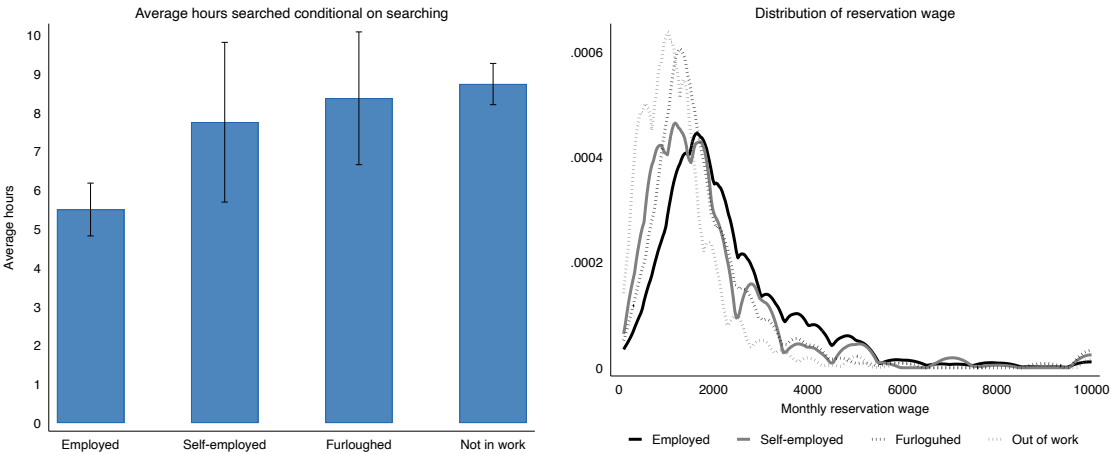 Average hours searched conditional on searching
10
9
8
7
6
5
4
3
2
1
0
Average hours
Employed Self-employed Furloughed Not in work
Distribution of reservation wage
.0006
.0004
.0002
0
0 2000 4000 6000 8000 10000
Monthly reservation wage
Employed Self-employed Furloguhed Out of work